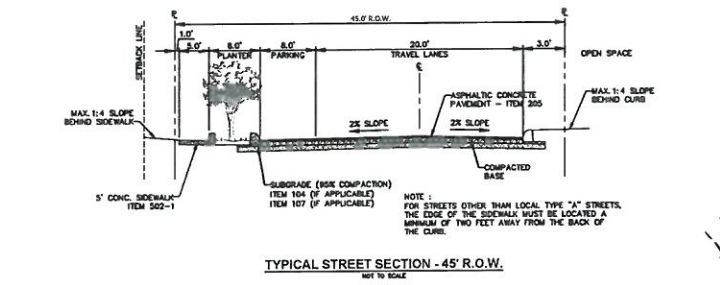 ℄
45.0' R.O.W.
℄
SETBACK LINE
1.0'
5.0'
8.0'
PLANTER
8.0'
PARKING
20.0'
TRAVEL LANES
3.0'
OPEN SPACE
℄
MAX. 1:4 SLOPE
BEHIND SIDEWALK
ASPHALTIC CONCRETE
PAVEMENT - ITEM 205
MAX. 1:4 SLOPE
BEHIND CURB
2% SLOPE
2% SLOPE
COMPACTED
BASE
5' CONC. SIDEWALK
ITEM 502-1
SUBGRADE (95% COMPACTION)
ITEM 104 (IF APPLICABLE)
ITEM 107 (IF APPLICABLE)
NOTE :
FOR STREETS OTHER THAN LOCAL TYPE "A" STREETS,
THE EDGE OF THE SIDEWALK MUST BE LOCATED A
MINIMUM OF TWO FEET AWAY FROM THE BACK OF
THE CURB.
TYPICAL STREET SECTION - 45' R.O.W.
NOT TO SCALE